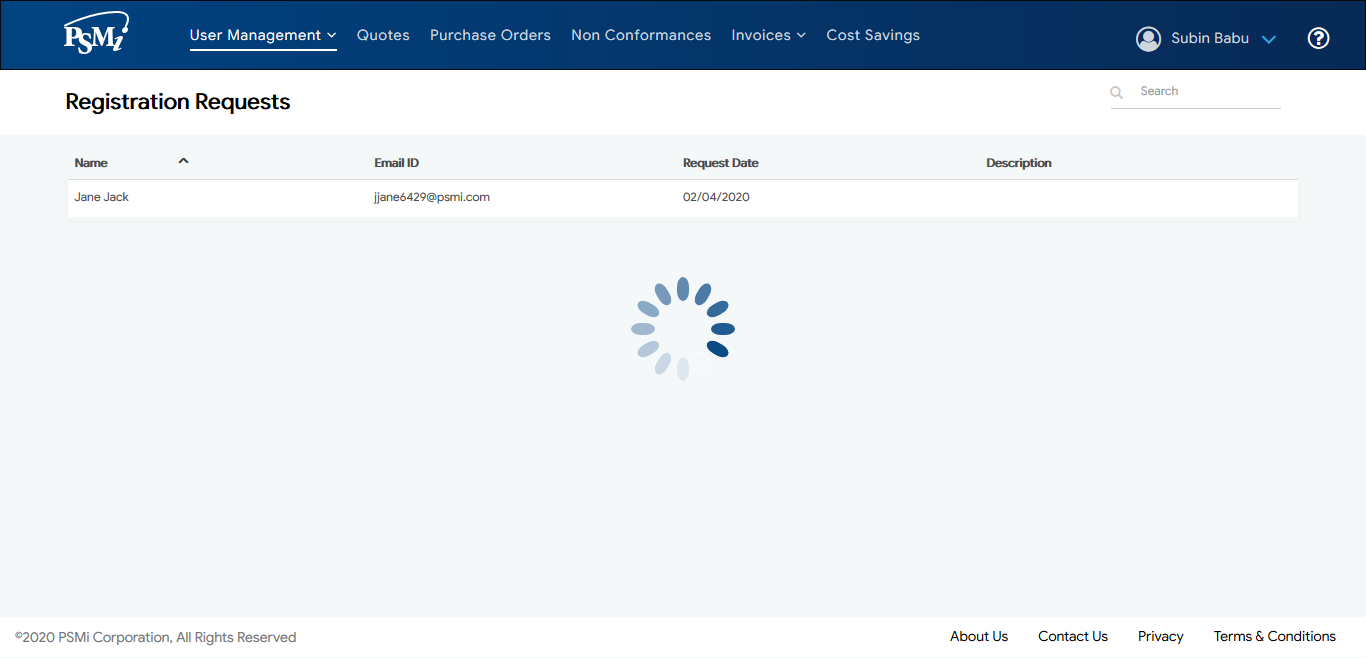 PSMi
User Management Quotes Purchase Orders Non Conformances Invoices Cost Savings Subin Babu ?
Registration Requests Search
Name Email ID Request Date Description
Jane Jack jjane6429@psmi.com 02/04/2020
©2020 PSMi Corporation, All Rights Reserved About Us Contact Us Privacy Terms & Conditions